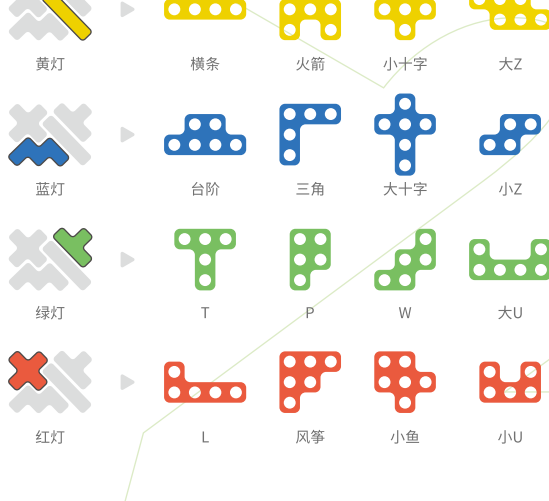 黄灯 横条 火箭 小十字 大Z
蓝灯 台阶 三角 大十字 小Z
绿灯 T P W 大U
红灯 L 风筝 小鱼 小U